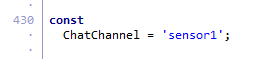 430 const
ChatChannel = 'sensor1';